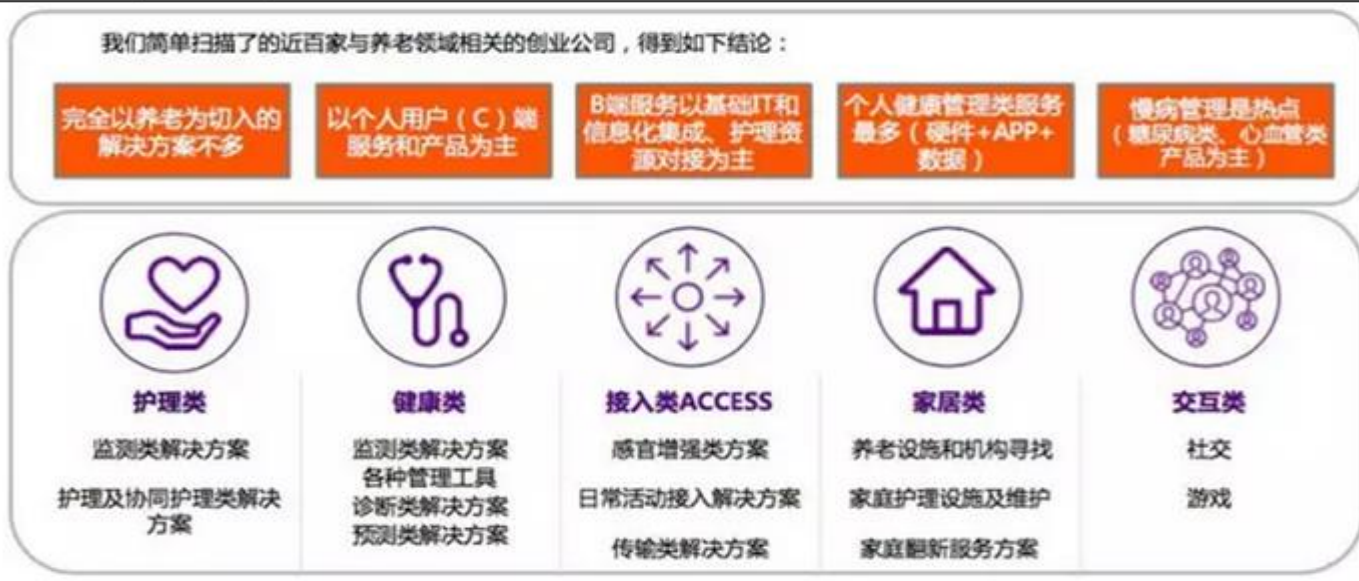 我们简单扫描了的近百家与养老领域相关的创业公司，得到如下结论：
完全以养老为切入的
解决方案不多
以个人用户（C）端
服务和产品为主
B端服务以基础IT和
信息化集成、护理资
源对接为主
个人健康管理类服务
最多（硬件+APP+
数据）
慢病管理是热点
（糖尿病类、心血管类
产品为主）
护理类
监测类解决方案
护理及协同护理类解决
方案
健康类
监测类解决方案
各种管理工具
诊断类解决方案
预测类解决方案
接入类ACCESS
感官增强类方案
日常活动接入解决方案
传输类解决方案
家居类
养老设施和机构寻找
家庭护理设施及维护
家庭翻新服务方案
交互类
社交
游戏